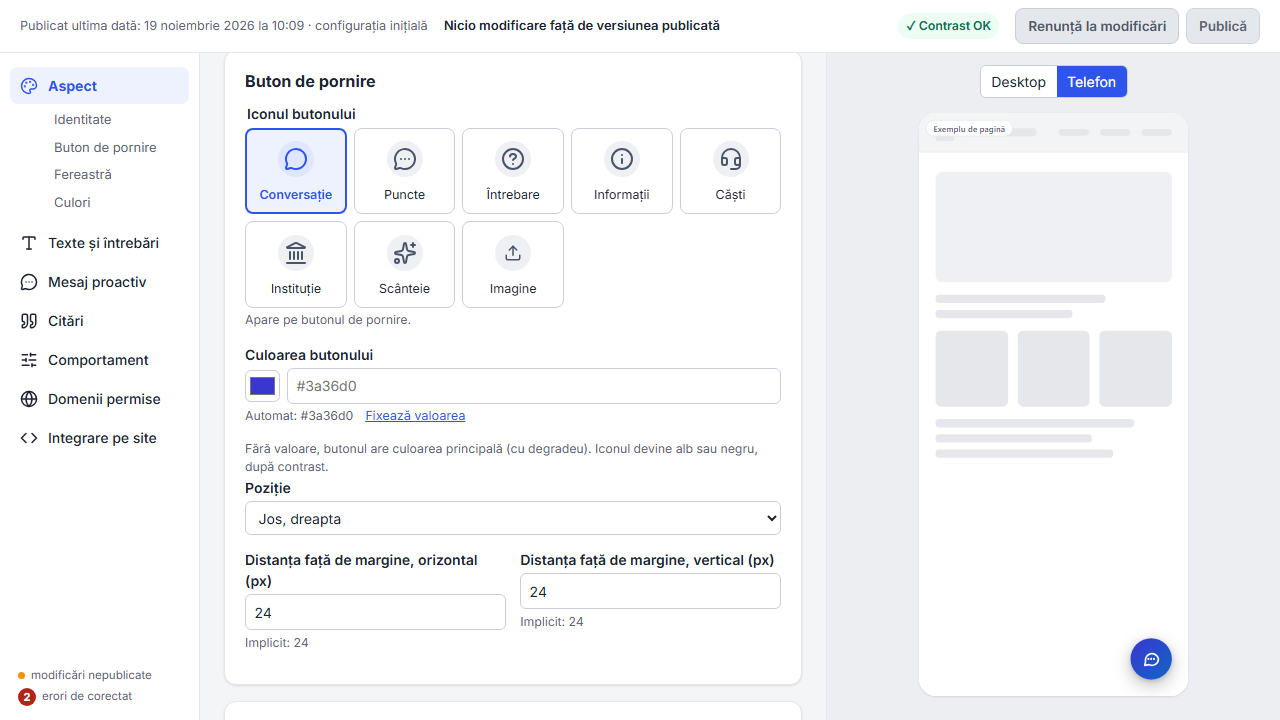 Publicat ultima dată: 19 noiembrie 2026 la 10:09 · configurația inițială
Nicio modificare față de versiunea publicată
✓ Contrast OK
Renunță la modificări
Publică
Aspect
Identitate
Buton de pornire
Fereastră
Culori
Texte și întrebări
Mesaj proactiv
Citări
Comportament
Domenii permise
Integrare pe site
modificări nepublicate
2 erori de corectat
Buton de pornire
Iconul butonului
Conversație
Puncte
Întrebare
Informații
Căști
Instituție
Scânteie
Imagine
Apare pe butonul de pornire.
Culoarea butonului
#3a36d0
Automat: #3a36d0 Fixează valoarea
Fără valoare, butonul are culoarea principală (cu degradeu). Iconul devine alb sau negru,
după contrast.
Poziție
Jos, dreapta
Distanța față de margine, orizontal
(px)
24
Implicit: 24
Distanța față de margine, vertical (px)
24
Implicit: 24
Desktop
Telefon
Exemplu de pagină